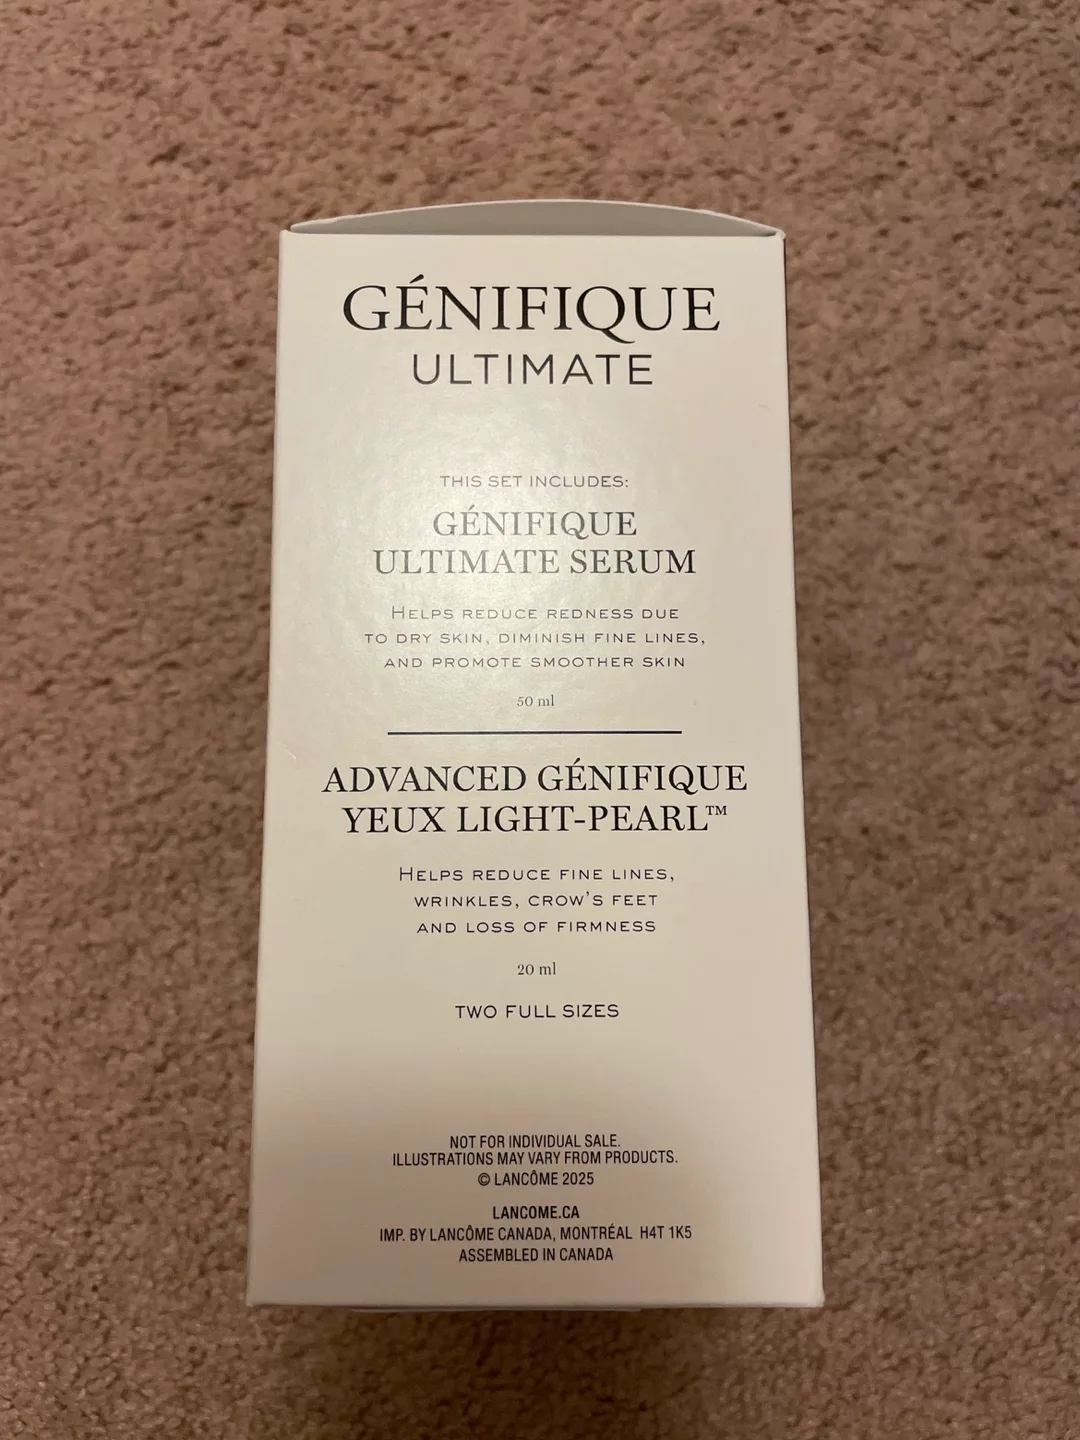 GÉNIFIQUE
ULTIMATE
THIS SET INCLUDES:
GÉNIFIQUE
ULTIMATE SERUM
HELPS REDUCE REDNESS DUE
TO DRY SKIN, DIMINISH FINE LINES,
AND PROMOTE SMOOTHER SKIN
50 ml
ADVANCED GÉNIFIQUE
YEUX LIGHT-PEARL™
HELPS REDUCE FINE LINES,
WRINKLES, CROW'S FEET
AND LOSS OF FIRMNESS
20 ml
TWO FULL SIZES
NOT FOR INDIVIDUAL SALE.
ILLUSTRATIONS MAY VARY FROM PRODUCTS.
© LANCÔME 2025
LANCOME.CA
IMP. BY LANCÔME CANADA, MONTRÉAL H4T 1K5
ASSEMBLED IN CANADA